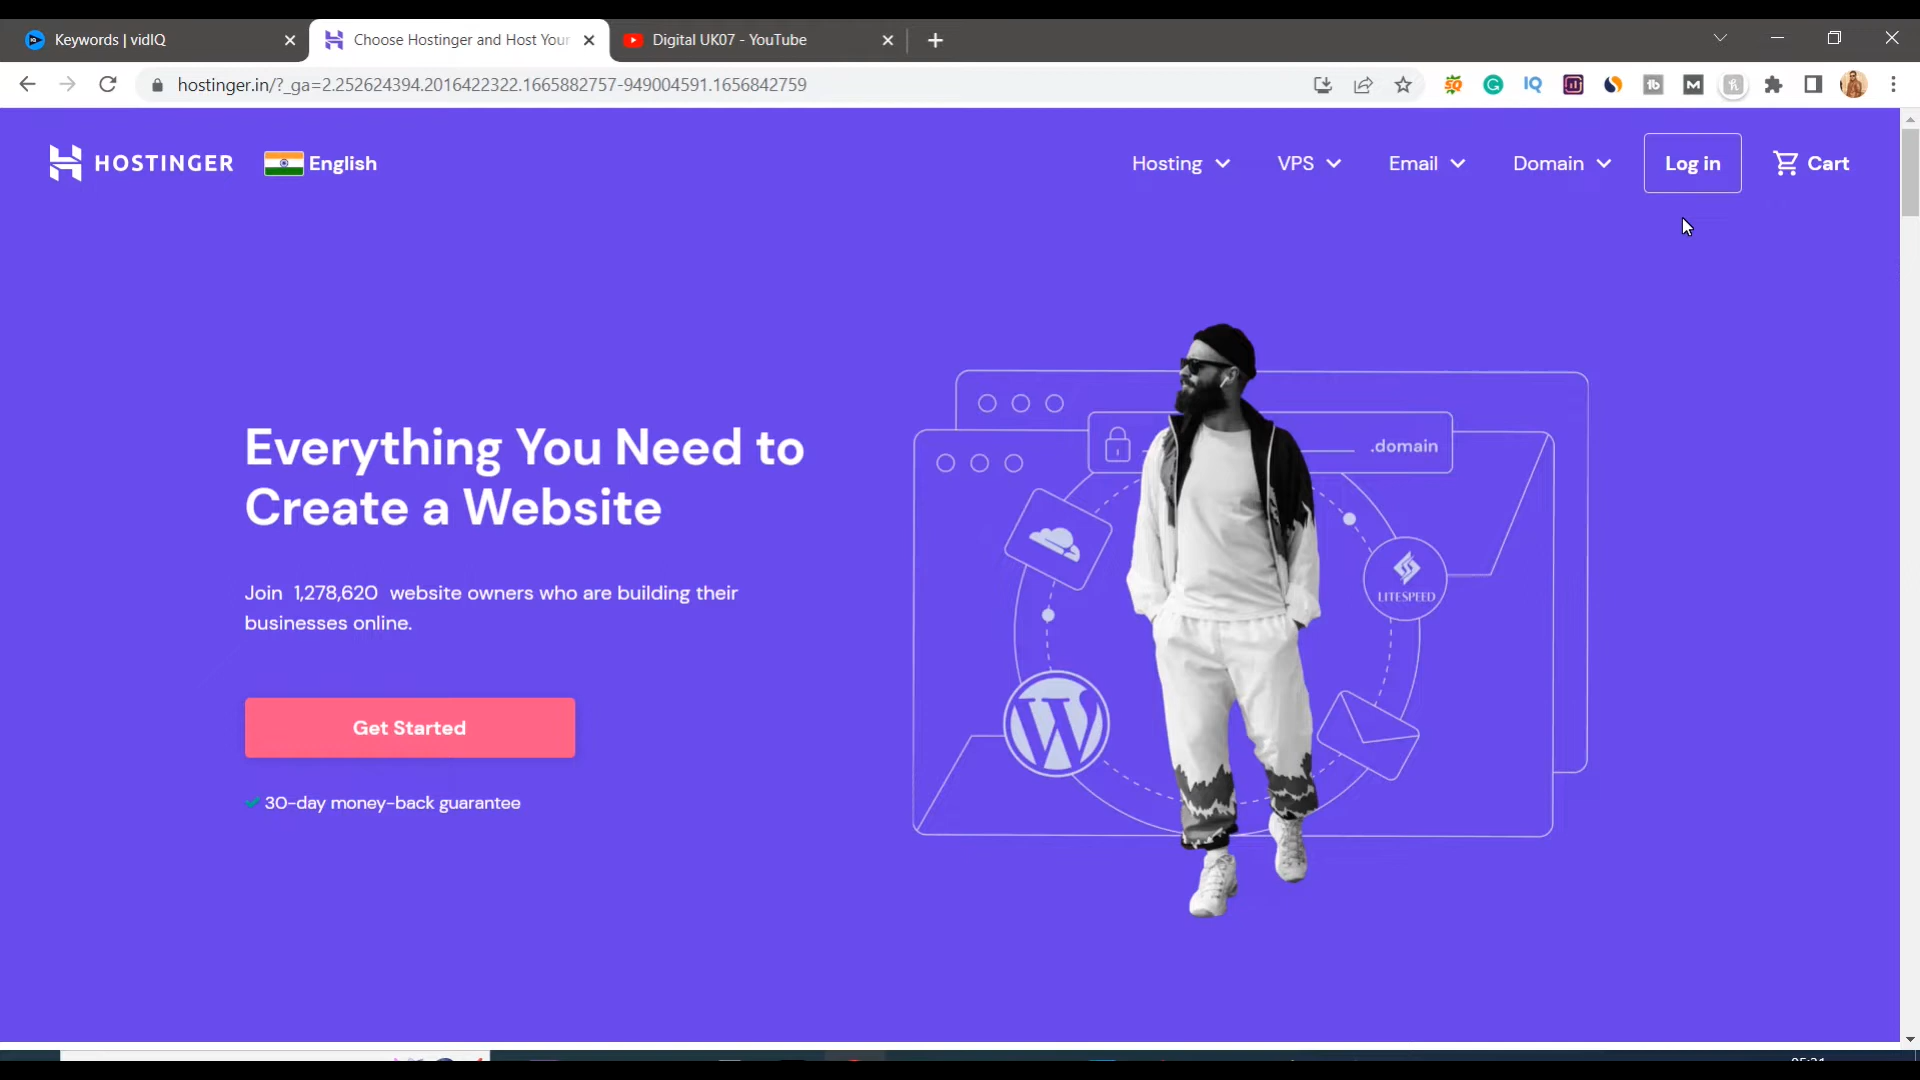 Keywords | vidIQ
Choose Hostinger and Host Your
Digital UK07 - YouTube
hostinger.in/?_ga=2.252624394.2016422322.1665882757-949004591.1656842759
HOSTINGER
English
Hosting
VPS
Email
Domain
Log in
Cart
.domain
Everything You Need to
Create a Website
LITESPEED
Join 1,278,620 website owners who are building their
businesses online.
Get Started
30-day money-back guarantee